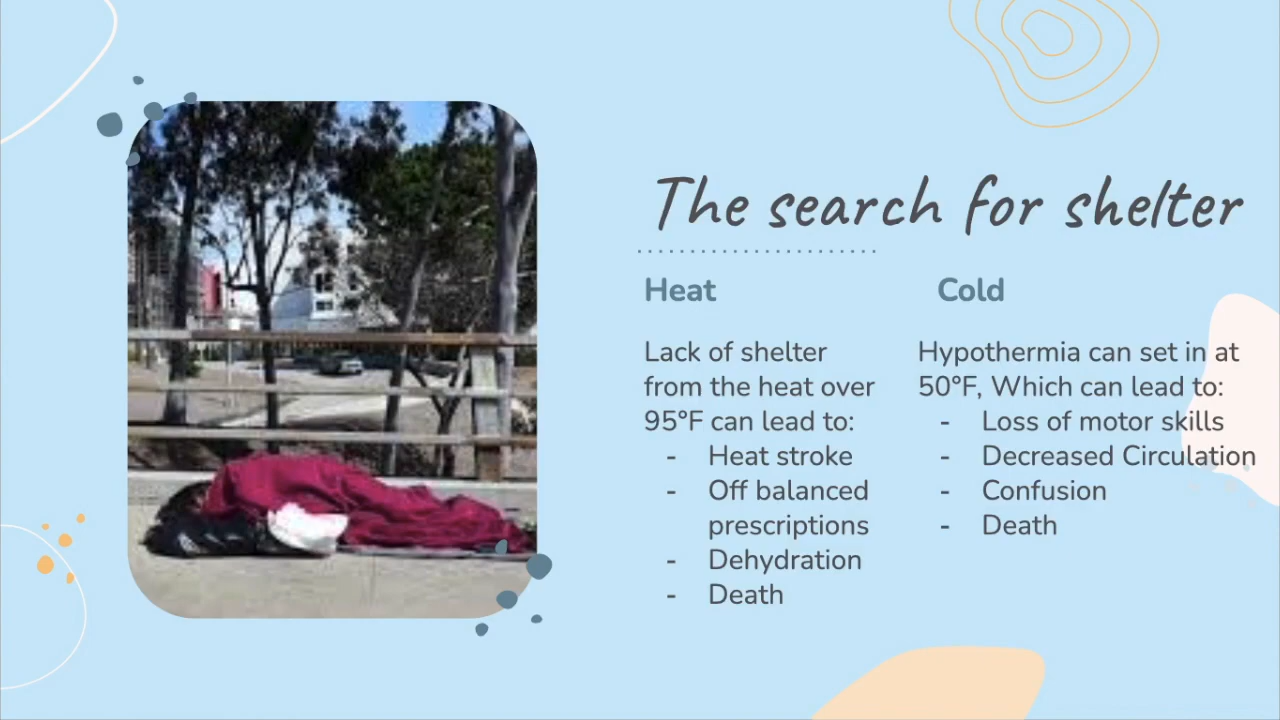 The search for shelter
Heat
Lack of shelter
from the heat over
95°F can lead to:
- Heat stroke
- Off balanced
prescriptions
- Dehydration
- Death
Cold
Hypothermia can set in at
50°F, Which can lead to:
- Loss of motor skills
- Decreased Circulation
- Confusion
- Death